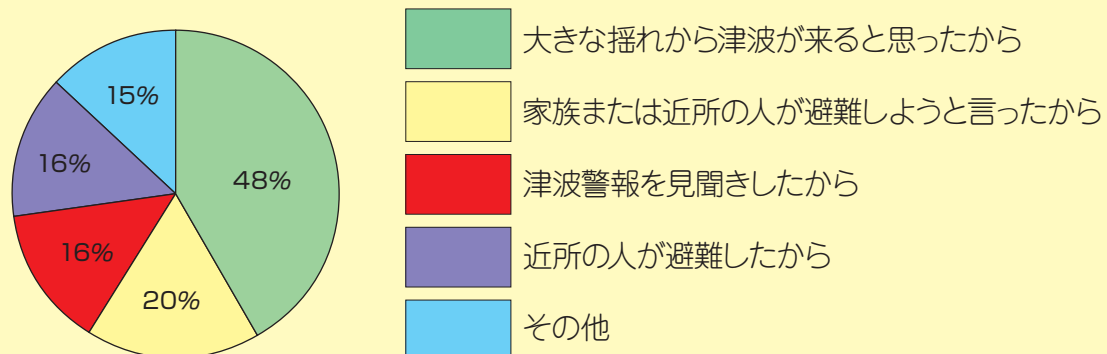 15%
16%
48%
16%
20%
大きな揺れから津波が来ると思ったから
家族または近所の人が避難しようと言ったから
津波警報を見聞きしたから
近所の人が避難したから
その他